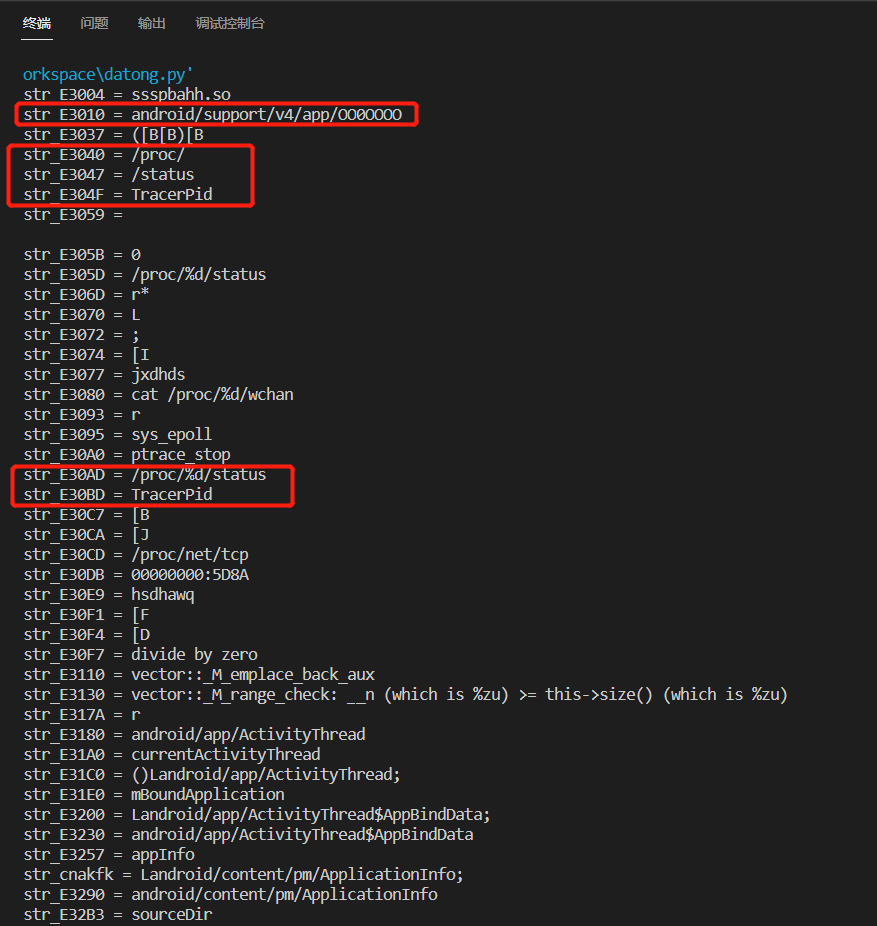 终端 问题 输出 调试控制台
orkspace\datong.py'
str_E3004 = ssspbahh.so
str_E3010 = android/support/v4/app/OO0OOOO
str_E3037 = ([B[B)[B
str_E3040 = /proc/
str_E3047 = /status
str_E304F = TracerPid
str_E3059 =
str_E305B = 0
str_E305D = /proc/%d/status
str_E306D = r*
str_E3070 = L
str_E3072 = ;
str_E3074 = [I
str_E3077 = jxdhds
str_E3080 = cat /proc/%d/wchan
str_E3093 = r
str_E3095 = sys_epoll
str_E30A0 = ptrace_stop
str_E30AD = /proc/%d/status
str_E30BD = TracerPid
str_E30C7 = [B
str_E30CA = [J
str_E30CD = /proc/net/tcp
str_E30DB = 00000000:5D8A
str_E30E9 = hsdhawq
str_E30F1 = [F
str_E30F4 = [D
str_E30F7 = divide by zero
str_E3110 = vector::_M_emplace_back_aux
str_E3130 = vector::_M_range_check: __n (which is %zu) >= this->size() (which is %zu)
str_E317A = r
str_E3180 = android/app/ActivityThread
str_E31A0 = currentActivityThread
str_E31C0 = ()Landroid/app/ActivityThread;
str_E31E0 = mBoundApplication
str_E3200 = Landroid/app/ActivityThread$AppBindData;
str_E3230 = android/app/ActivityThread$AppBindData
str_E3257 = appInfo
str_cnakfk = Landroid/content/pm/ApplicationInfo;
str_E3290 = android/content/pm/ApplicationInfo
str_E32B3 = sourceDir